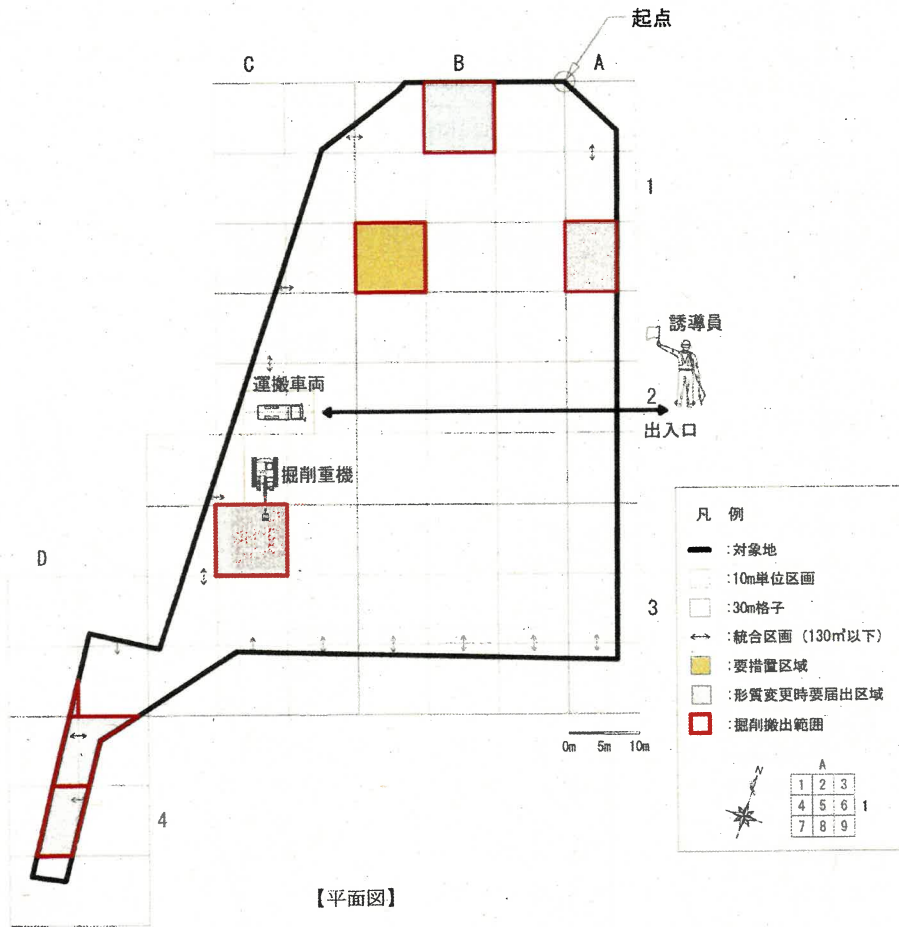 起点
C
B
A
1
誘導員
運搬車両
2
出入口
掘削重機
D
3
4
0m 5m 10m
凡 例
:対象地
:10m単位区画
:30m格子
:統合区画(130㎡以下)
:要措置区域
:形質変更時要届出区域
:掘削搬出範囲
N
A
1 2 3
4 5 6 1
7 8 9
【平面図】